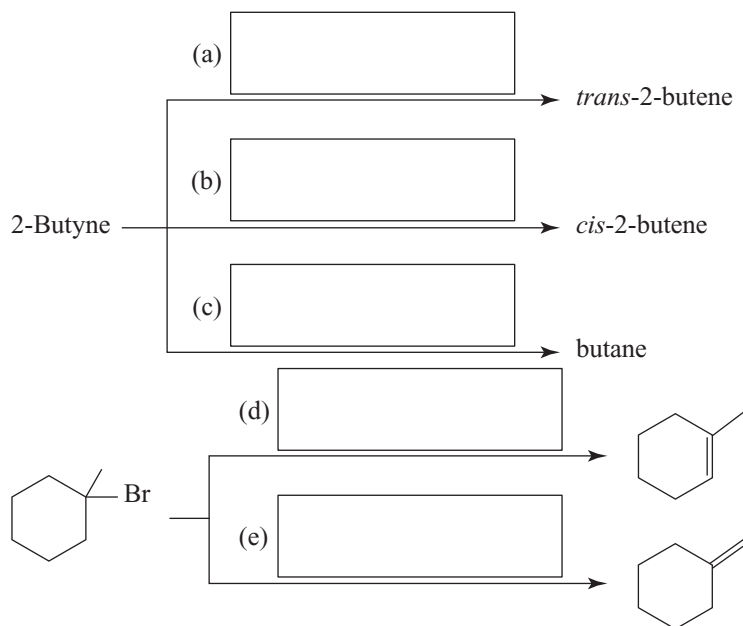 (a)
trans-2-butene
(b)
2-Butyne
cis-2-butene
(c)
butane
(d)
Br
(e)